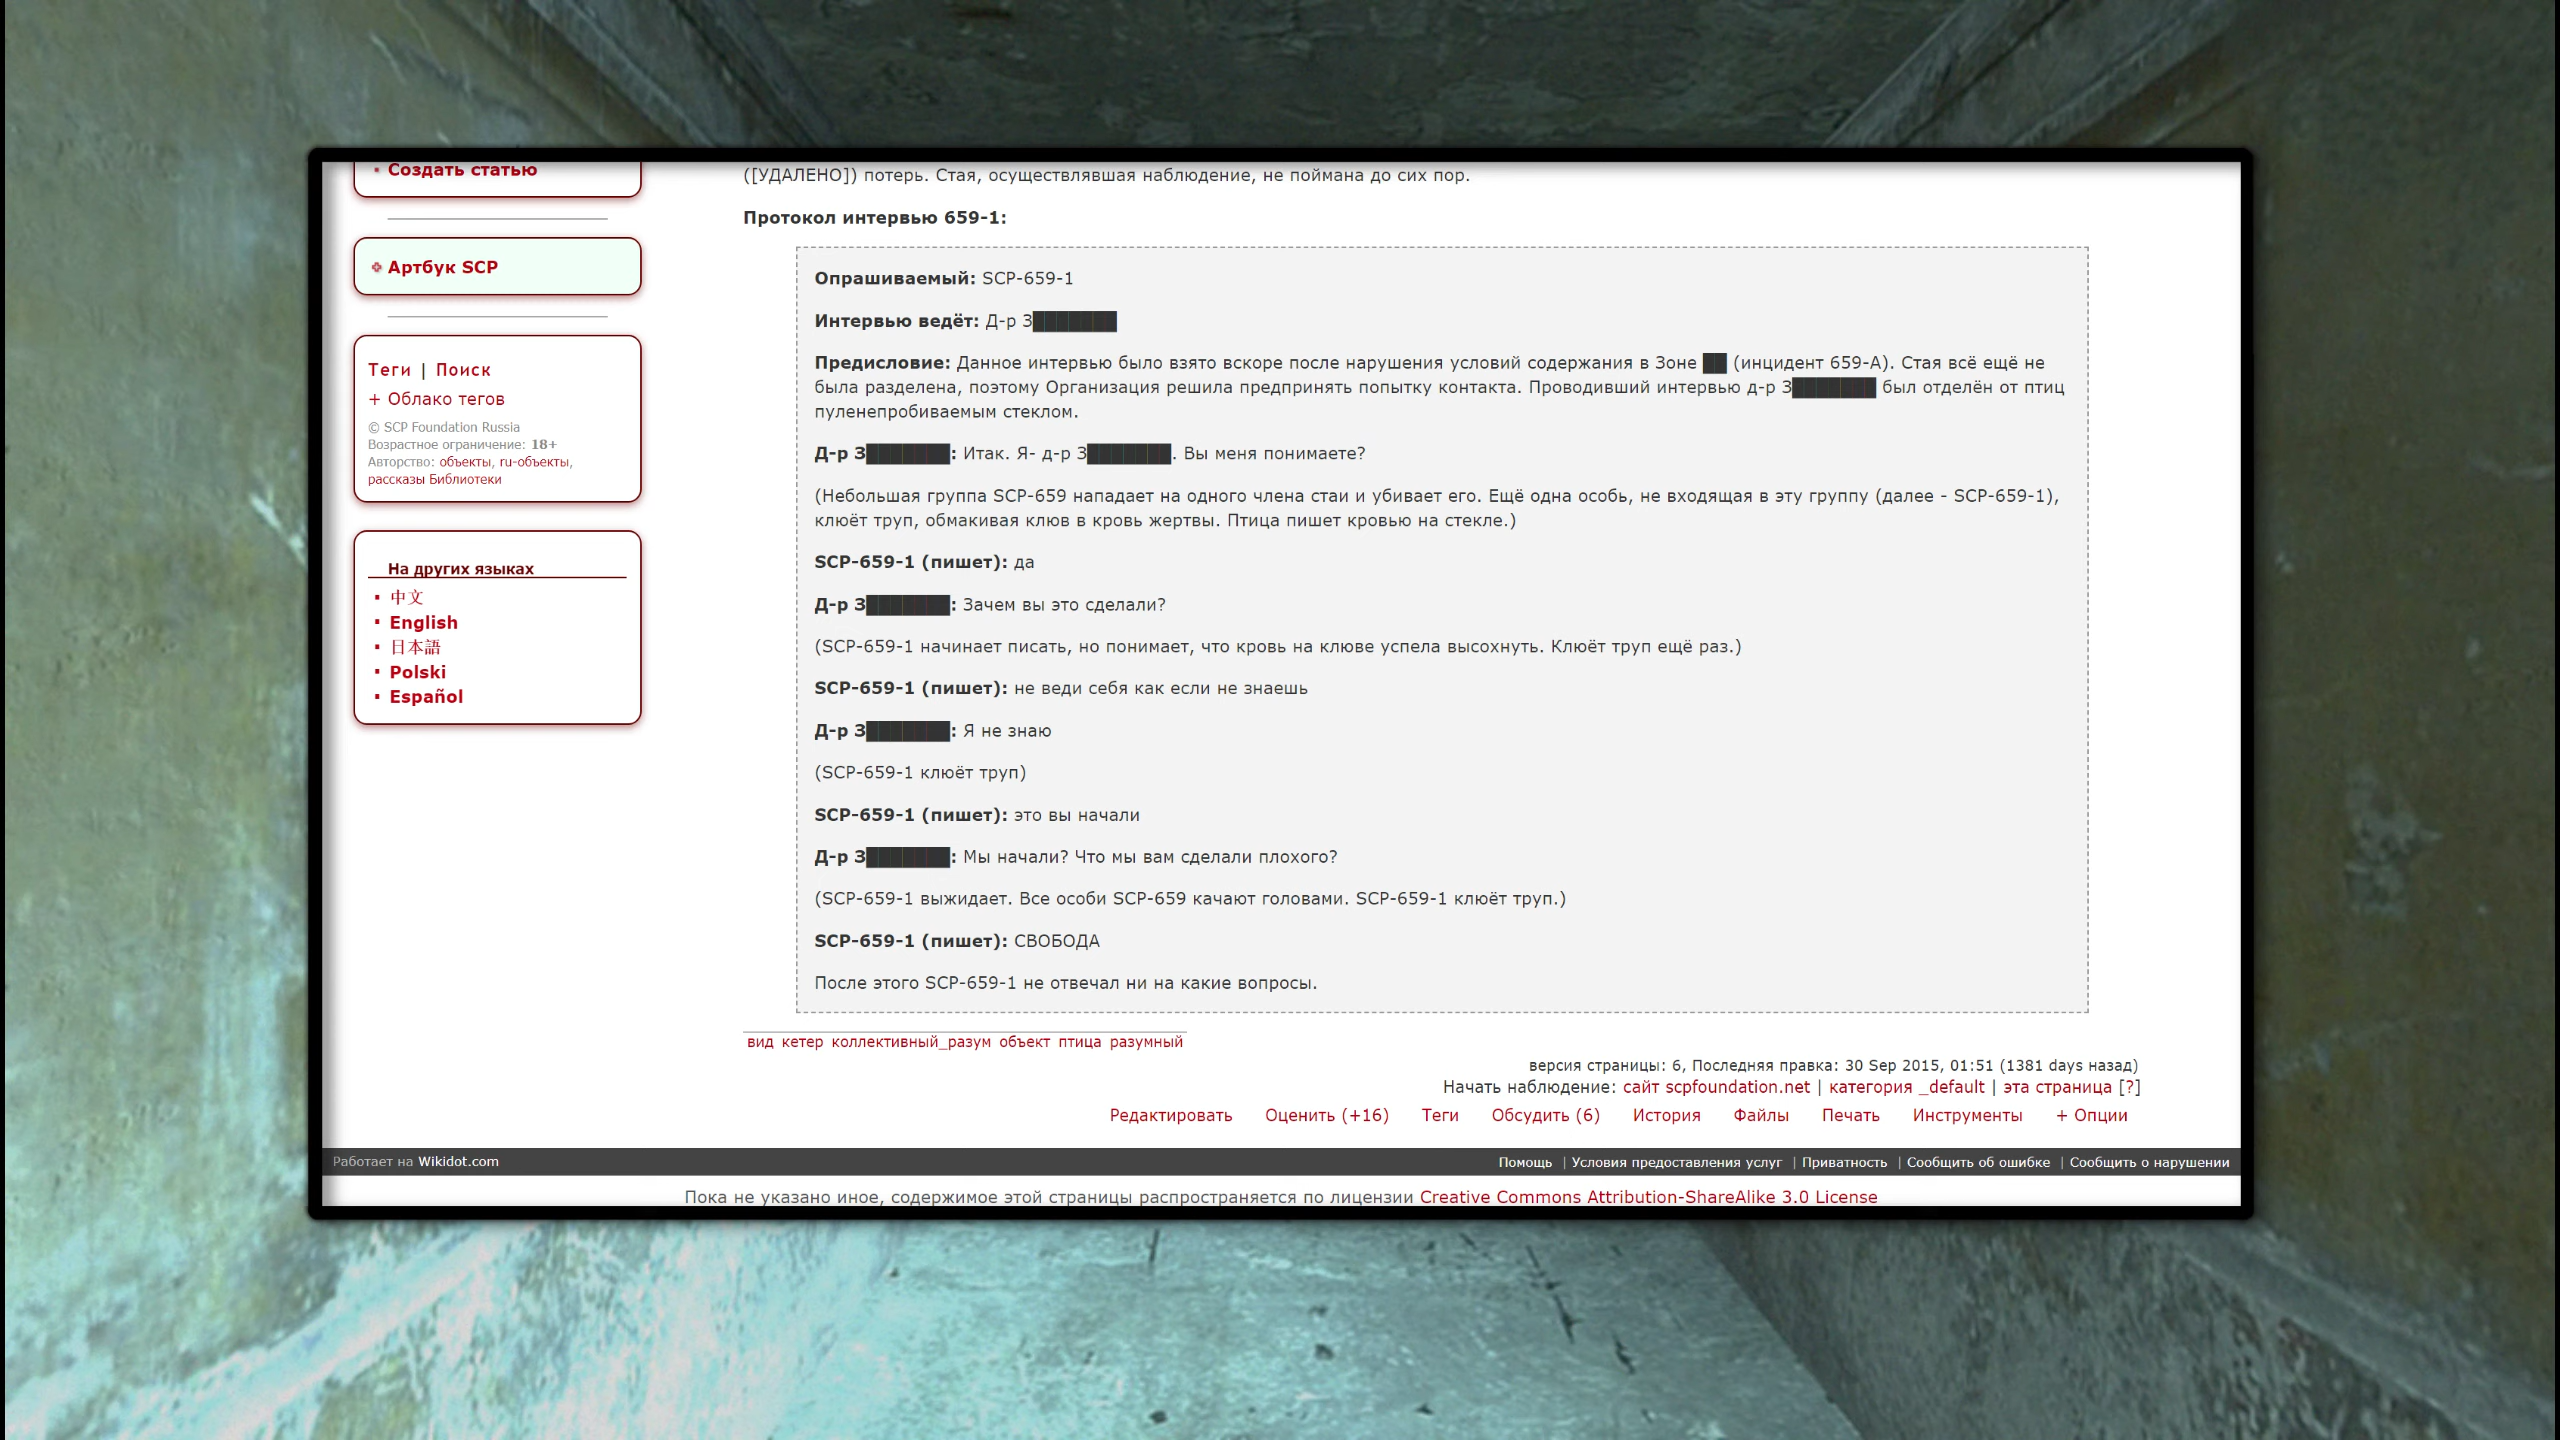 Создать статью
Артбук SCP
Теги | Поиск
+ Облако тегов
© SCP Foundation Russia
Возрастное ограничение: 18+
Авторство: объекты, ru-объекты,
рассказы Библиотеки
На других языках
中文
English
日本語
Polski
Español
([УДАЛЕНО]) потерь. Стая, осуществлявшая наблюдение, не поймана до сих пор.
Протокол интервью 659-1:
Опрашиваемый: SCP-659-1
Интервью ведёт: Д-р З███████
Предисловие: Данное интервью было взято вскоре после нарушения условий содержания в Зоне ██ (инцидент 659-А). Стая всё ещё не
была разделена, поэтому Организация решила предпринять попытку контакта. Проводивший интервью д-р З███████ был отделён от птиц
пуленепробиваемым стеклом.
Д-р З███████: Итак. Я- д-р З███████. Вы меня понимаете?
(Небольшая группа SCP-659 нападает на одного члена стаи и убивает его. Ещё одна особь, не входящая в эту группу (далее - SCP-659-1),
клюёт труп, обмакивая клюв в кровь жертвы. Птица пишет кровью на стекле.)
SCP-659-1 (пишет): да
Д-р З███████: Зачем вы это сделали?
(SCP-659-1 начинает писать, но понимает, что кровь на клюве успела высохнуть. Клюёт труп ещё раз.)
SCP-659-1 (пишет): не веди себя как если не знаешь
Д-р З███████: Я не знаю
(SCP-659-1 клюёт труп)
SCP-659-1 (пишет): это вы начали
Д-р З███████: Мы начали? Что мы вам сделали плохого?
(SCP-659-1 выжидает. Все особи SCP-659 качают головами. SCP-659-1 клюёт труп.)
SCP-659-1 (пишет): СВОБОДА
После этого SCP-659-1 не отвечал ни на какие вопросы.
вид кетер коллективный_разум объект птица разумный
версия страницы: 6, Последняя правка: 30 Sep 2015, 01:51 (1381 days назад)
Начать наблюдение: сайт scpfoundation.net | категория _default | эта страница [?]
Редактировать Оценить (+16) Теги Обсудить (6) История Файлы Печать Инструменты + Опции
Работает на Wikidot.com
Помощь | Условия предоставления услуг | Приватность | Сообщить об ошибке | Сообщить о нарушении
Пока не указано иное, содержимое этой страницы распространяется по лицензии Creative Commons Attribution-ShareAlike 3.0 License